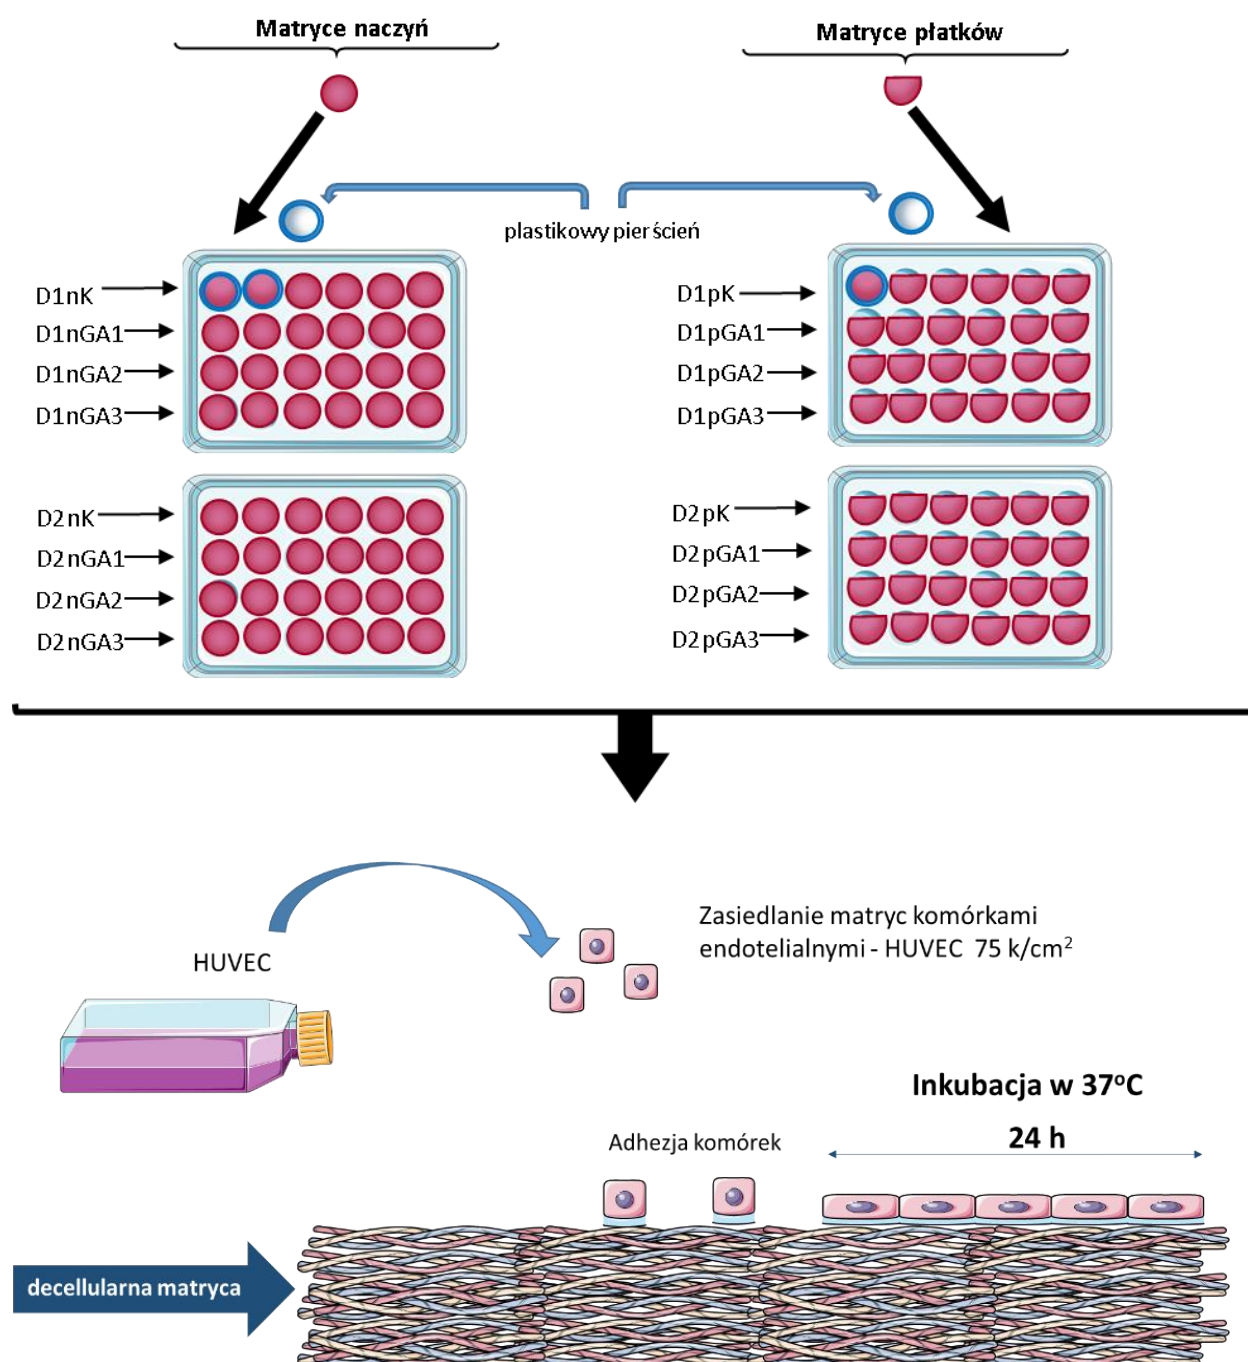 Matryce naczyń
Matryce płatków
plastikowy pierścień
D1nK
D1nGA1
D1nGA2
D1nGA3
D1pK
D1pGA1
D1pGA2
D1pGA3
D2nK
D2nGA1
D2nGA2
D2nGA3
D2pK
D2pGA1
D2pGA2
D2pGA3
HUVEC
Zasiedlanie matryc komórkami
endotelialnymi - HUVEC 75 k/cm²
Inkubacja w 37°C
24 h
Adhezja komórek
decellularna matryca